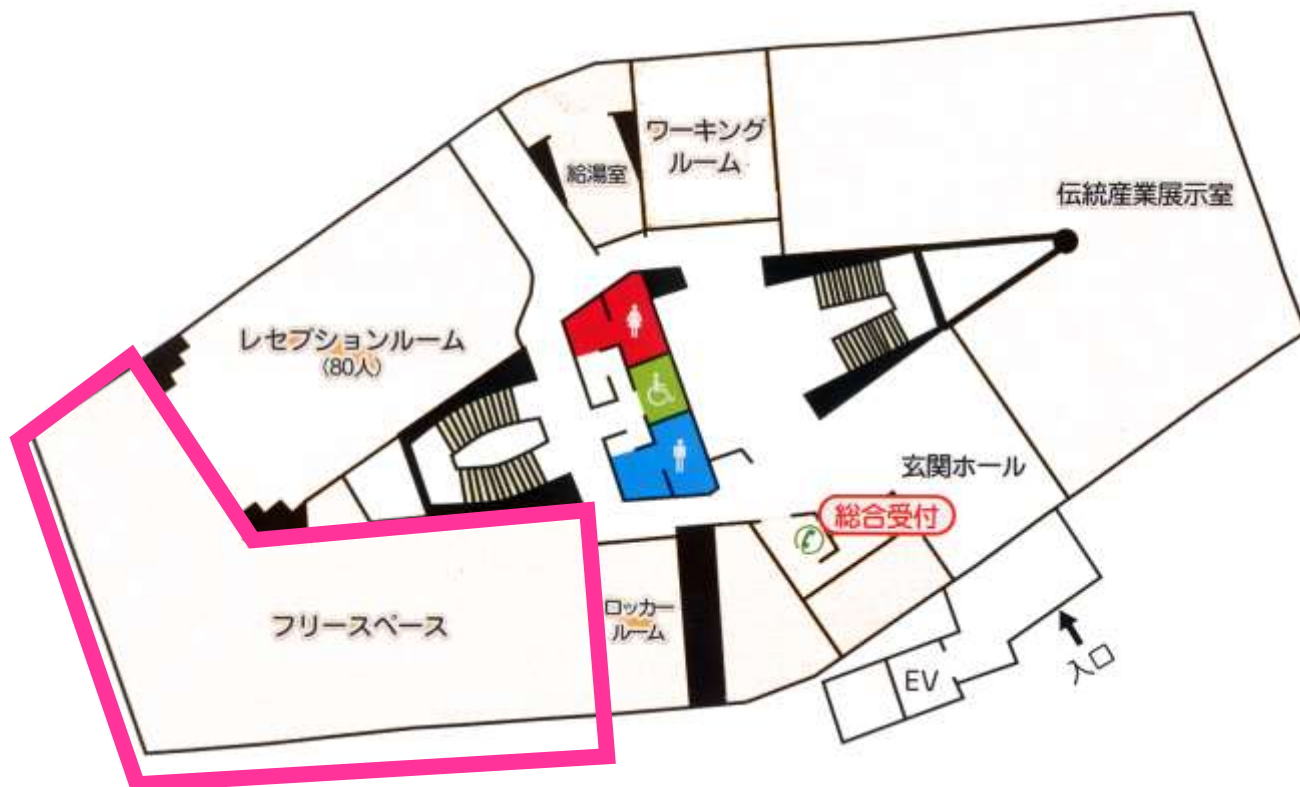 ワーキング
ルーム
給湯室
伝統産業展示室
レセプションルーム
(80人)
玄関ホール
総合受付
フリースペース
ロッカー
ルーム
EV
入口